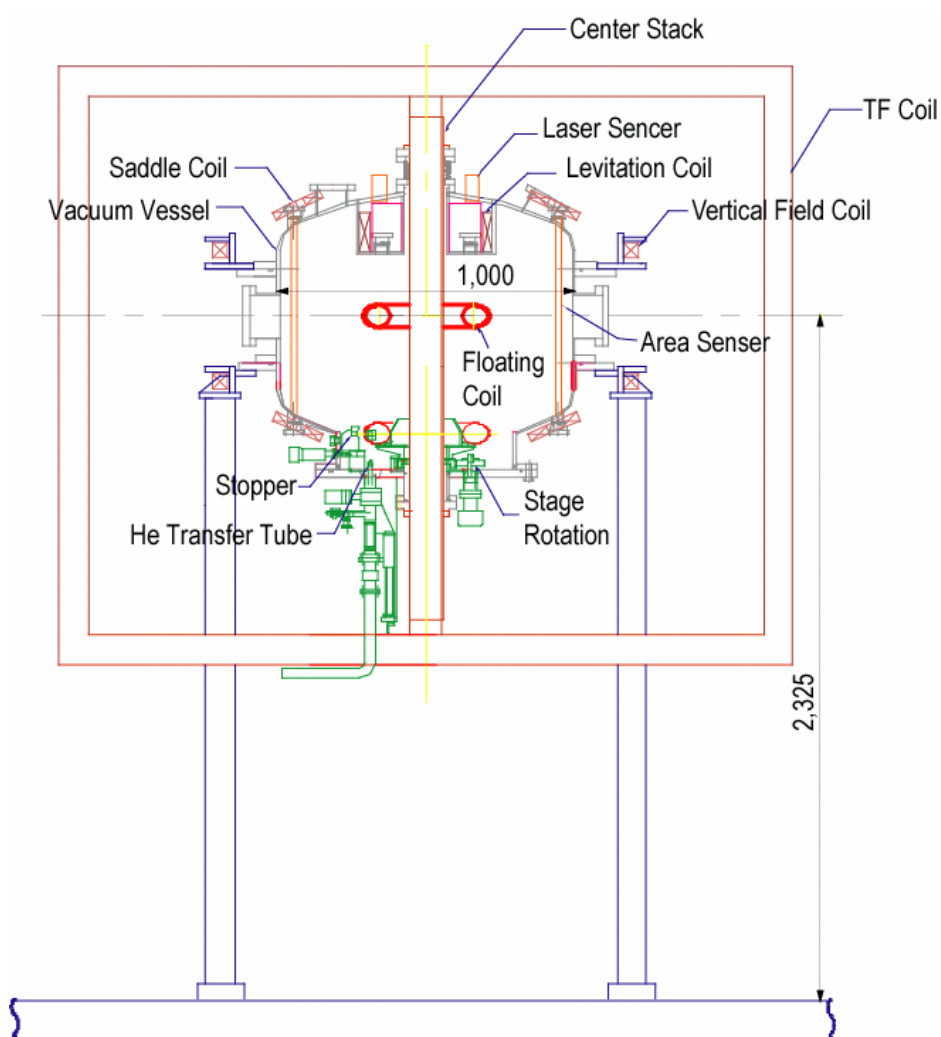 Center Stack
TF Coil
Laser Sencer
Saddle Coil
Levitation Coil
Vacuum Vessel
Vertical Field Coil
1,000
Area Senser
Floating
Coil
Stopper
Stage
Rotation
He Transfer Tube
2,325